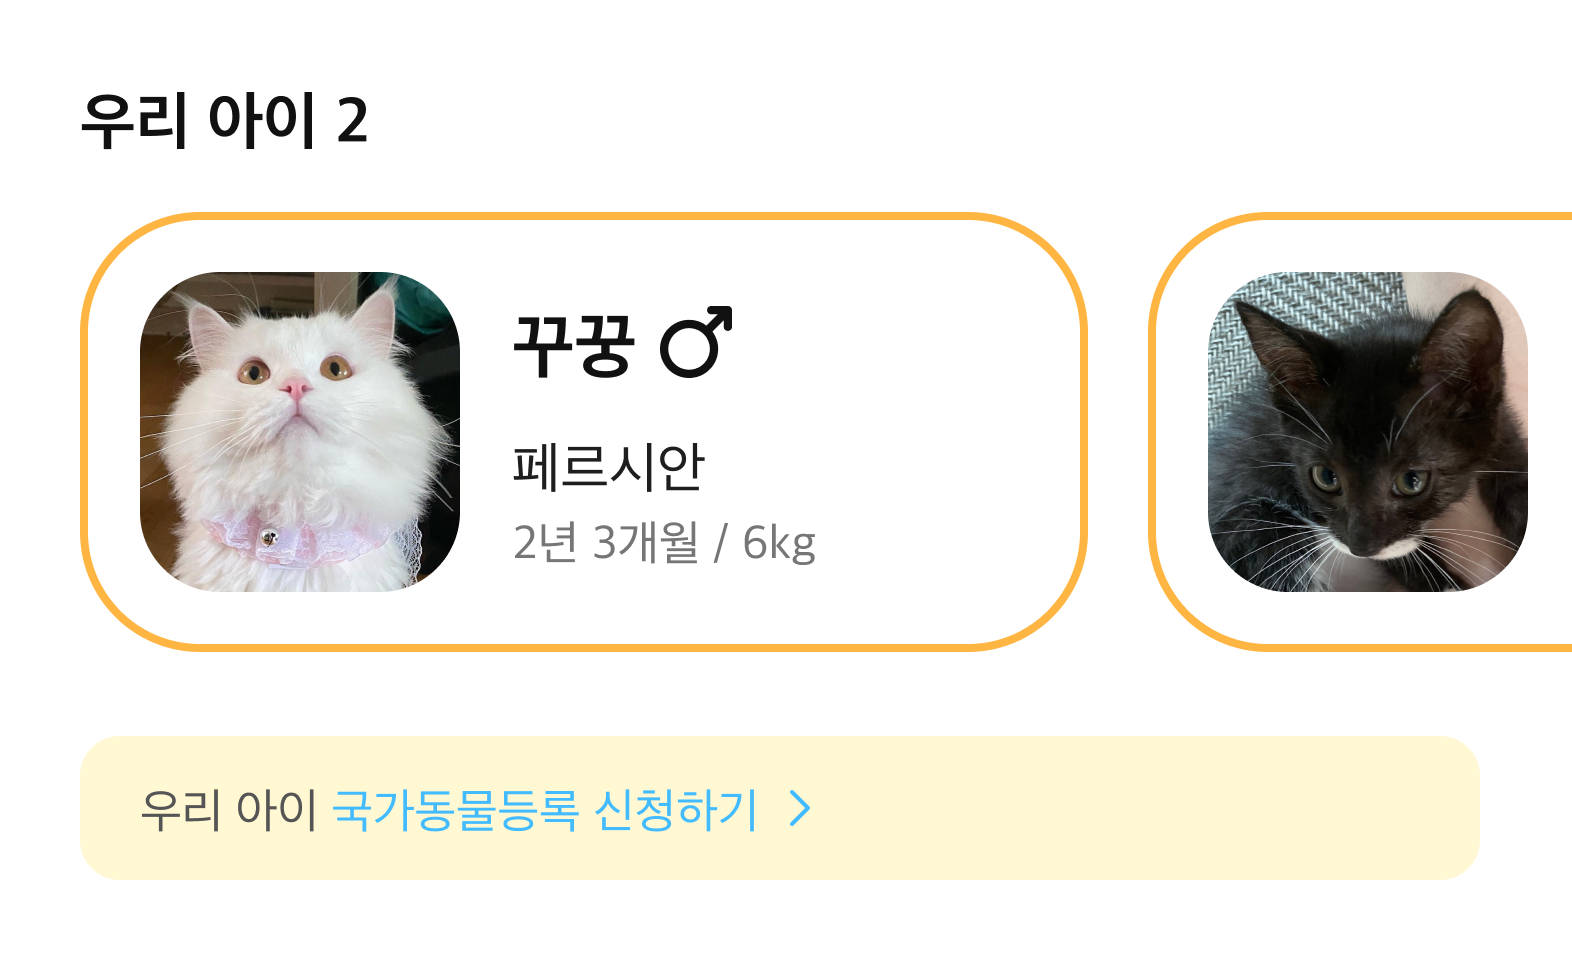 우리 아이 2
꾸꿍
페르시안
2년 3개월 / 6kg
우리 아이 국가동물등록 신청하기